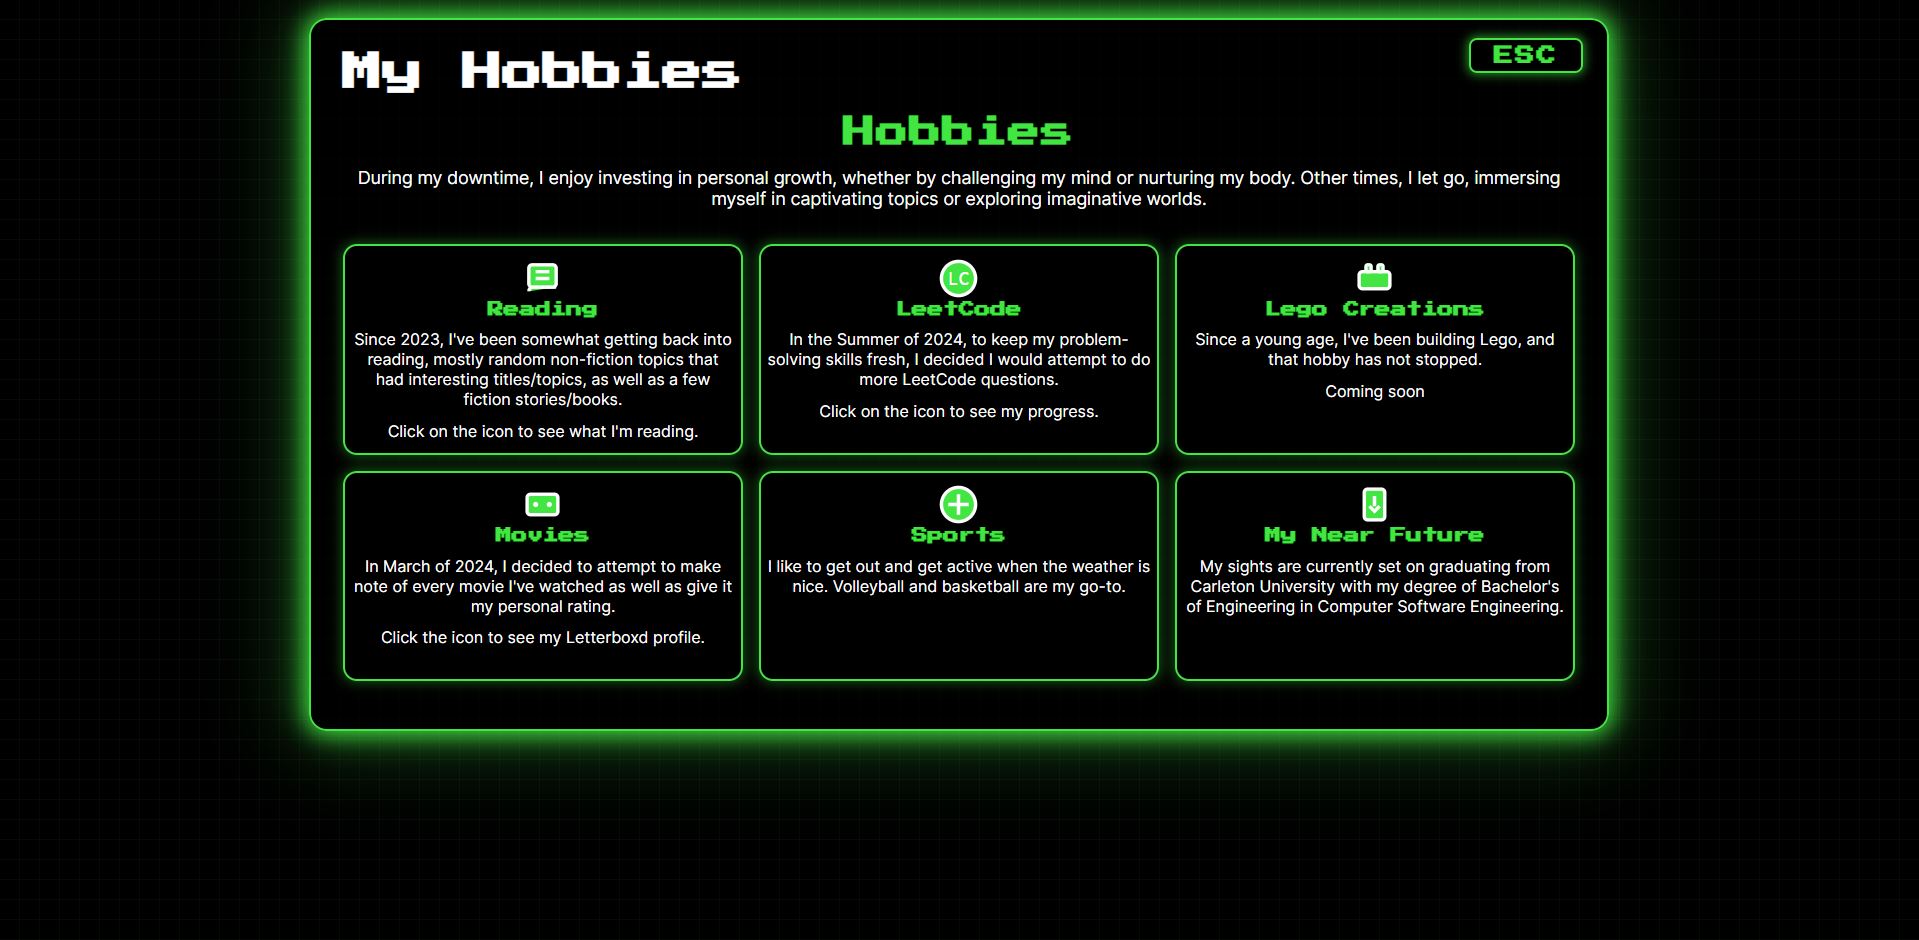 My Hobbies
ESC
Hobbies
During my downtime, I enjoy investing in personal growth, whether by challenging my mind or nurturing my body. Other times, I let go, immersing
myself in captivating topics or exploring imaginative worlds.
Reading
Since 2023, I've been somewhat getting back into
reading, mostly random non-fiction topics that
had interesting titles/topics, as well as a few
fiction stories/books.
Click on the icon to see what I'm reading.
LC
LeetCode
In the Summer of 2024, to keep my problem-
solving skills fresh, I decided I would attempt to do
more LeetCode questions.
Click on the icon to see my progress.
Lego Creations
Since a young age, I've been building Lego, and
that hobby has not stopped.
Coming soon
Movies
In March of 2024, I decided to attempt to make
note of every movie I've watched as well as give it
my personal rating.
Click the icon to see my Letterboxd profile.
Sports
I like to get out and get active when the weather is
nice. Volleyball and basketball are my go-to.
My Near Future
My sights are currently set on graduating from
Carleton University with my degree of Bachelor's
of Engineering in Computer Software Engineering.